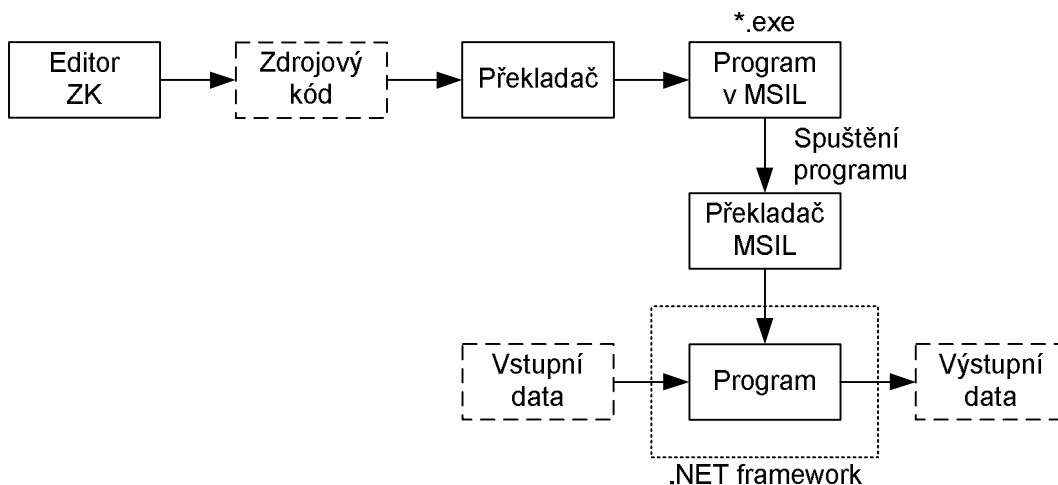 *.exe
Editor
ZK
Zdrojový
kód
Překladač
Program
v MSIL
Spuštění
programu
Překladač
MSIL
Vstupní
data
Program
Výstupní
data
.NET framework